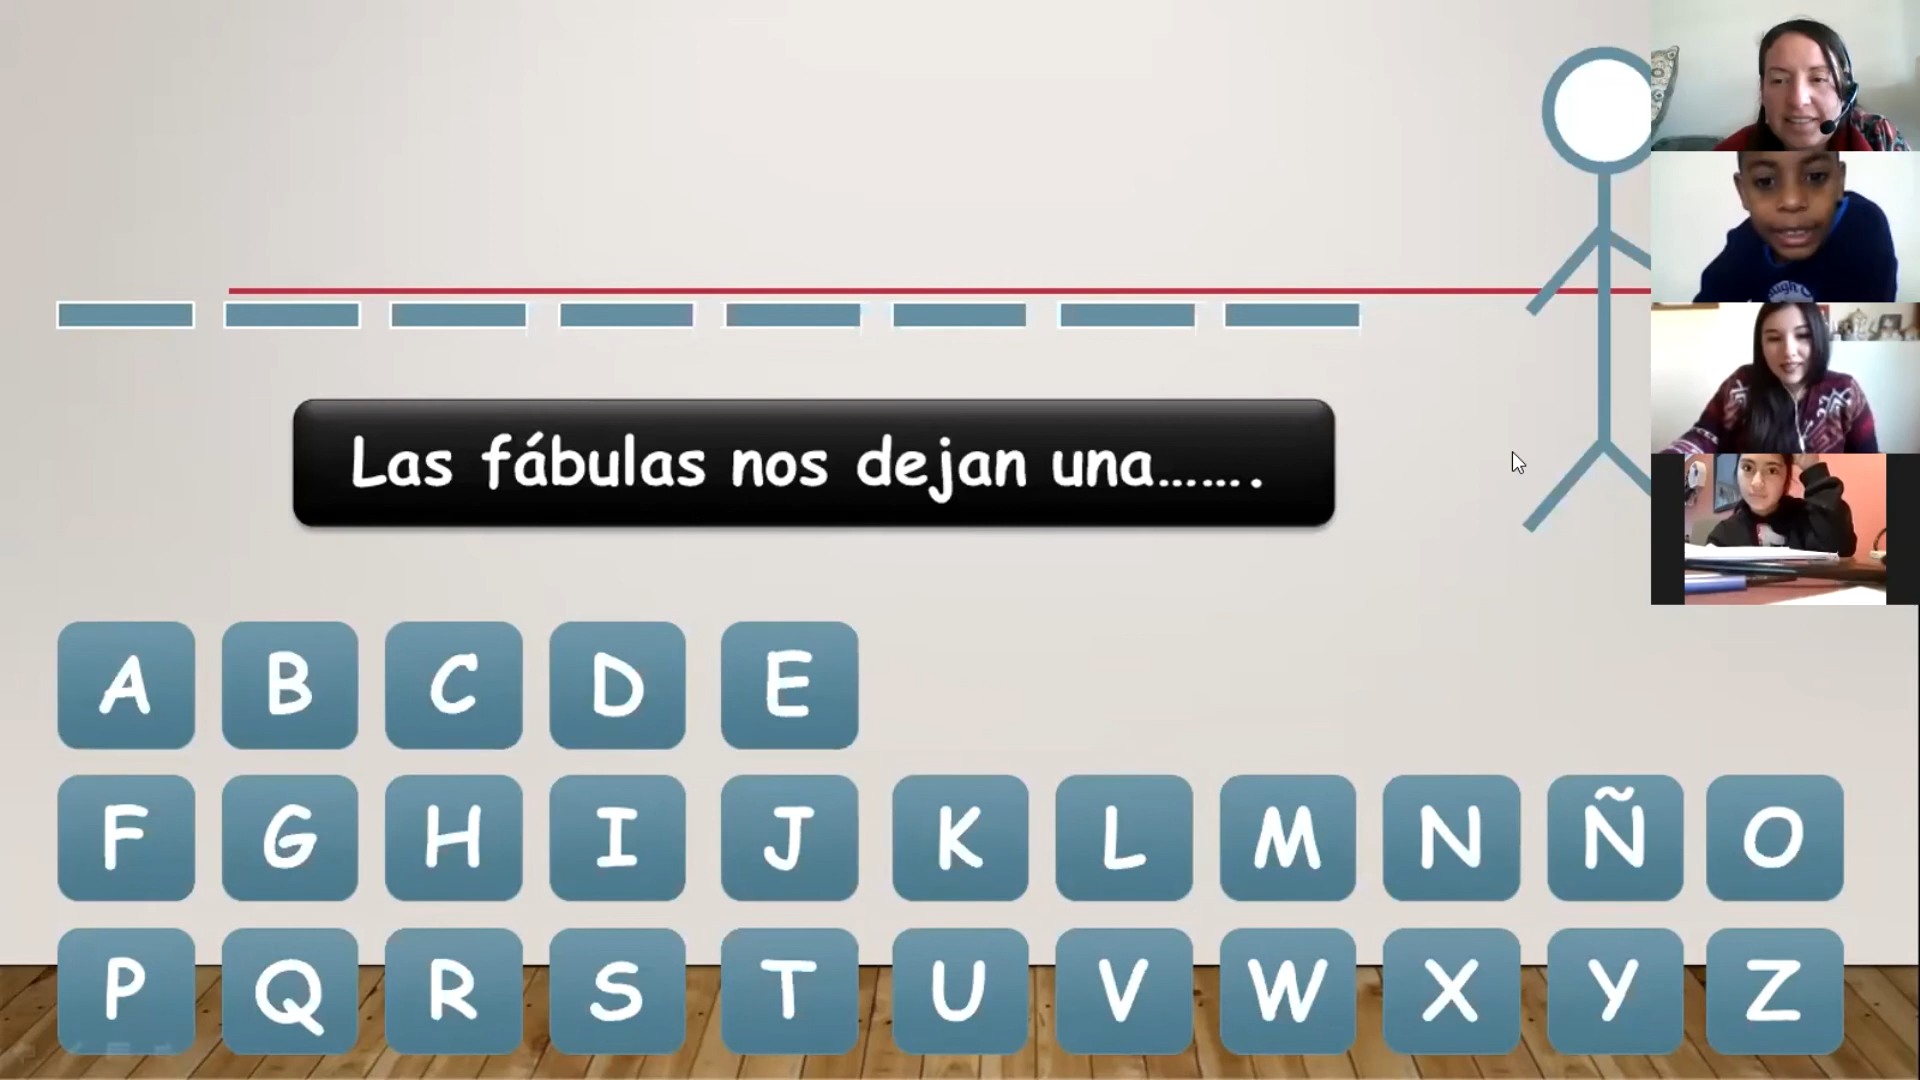 Las fábulas nos dejan una.......
A B C D E
F G H I J K L M N Ñ O
P Q R S T U V W X Y Z